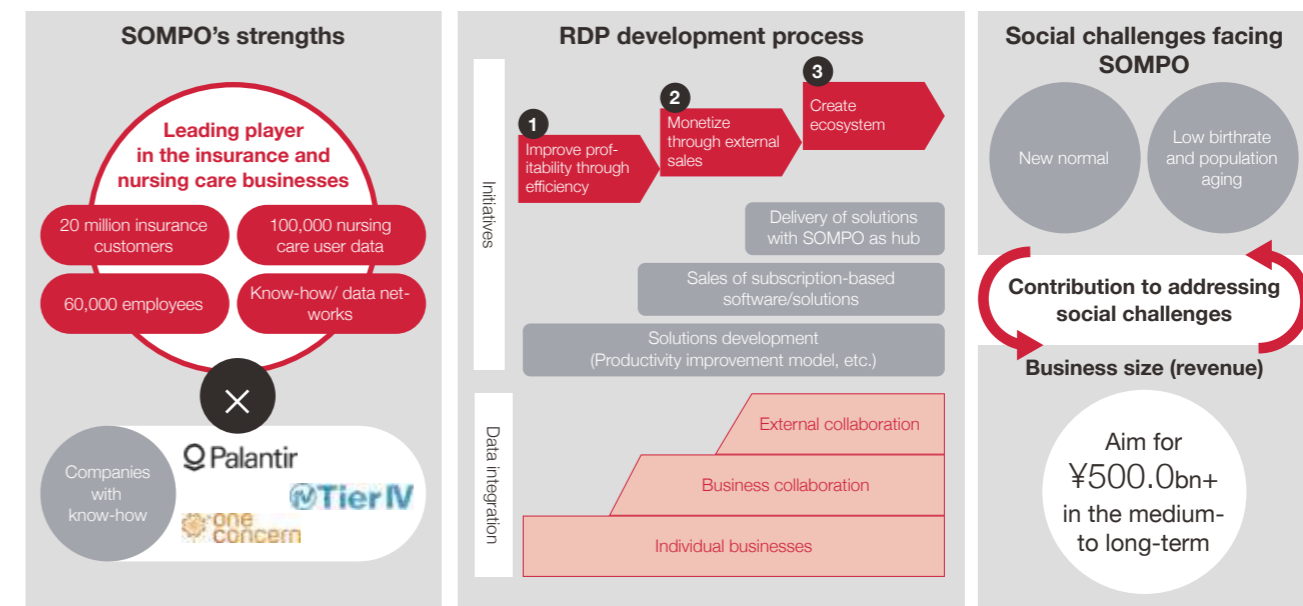 SOMPO's strengths
Leading player
in the insurance and
nursing care businesses
20 million insurance
customers
100,000 nursing
care user data
60,000 employees
Know-how/ data net-
works
×
Companies
with
know-how
Palantir
TierIV
one
concern
RDP development process
Initiatives
1
Improve prof-
itability through
efficiency
2
Monetize
through external
sales
3
Create
ecosystem
Delivery of solutions
with SOMPO as hub
Sales of subscription-based
software/solutions
Solutions development
(Productivity improvement model, etc.)
Data integration
External collaboration
Business collaboration
Individual businesses
Social challenges facing
SOMPO
New normal
Low birthrate
and population
aging
Contribution to addressing
social challenges
Business size (revenue)
Aim for
¥500.0bn+
in the medium-
to long-term